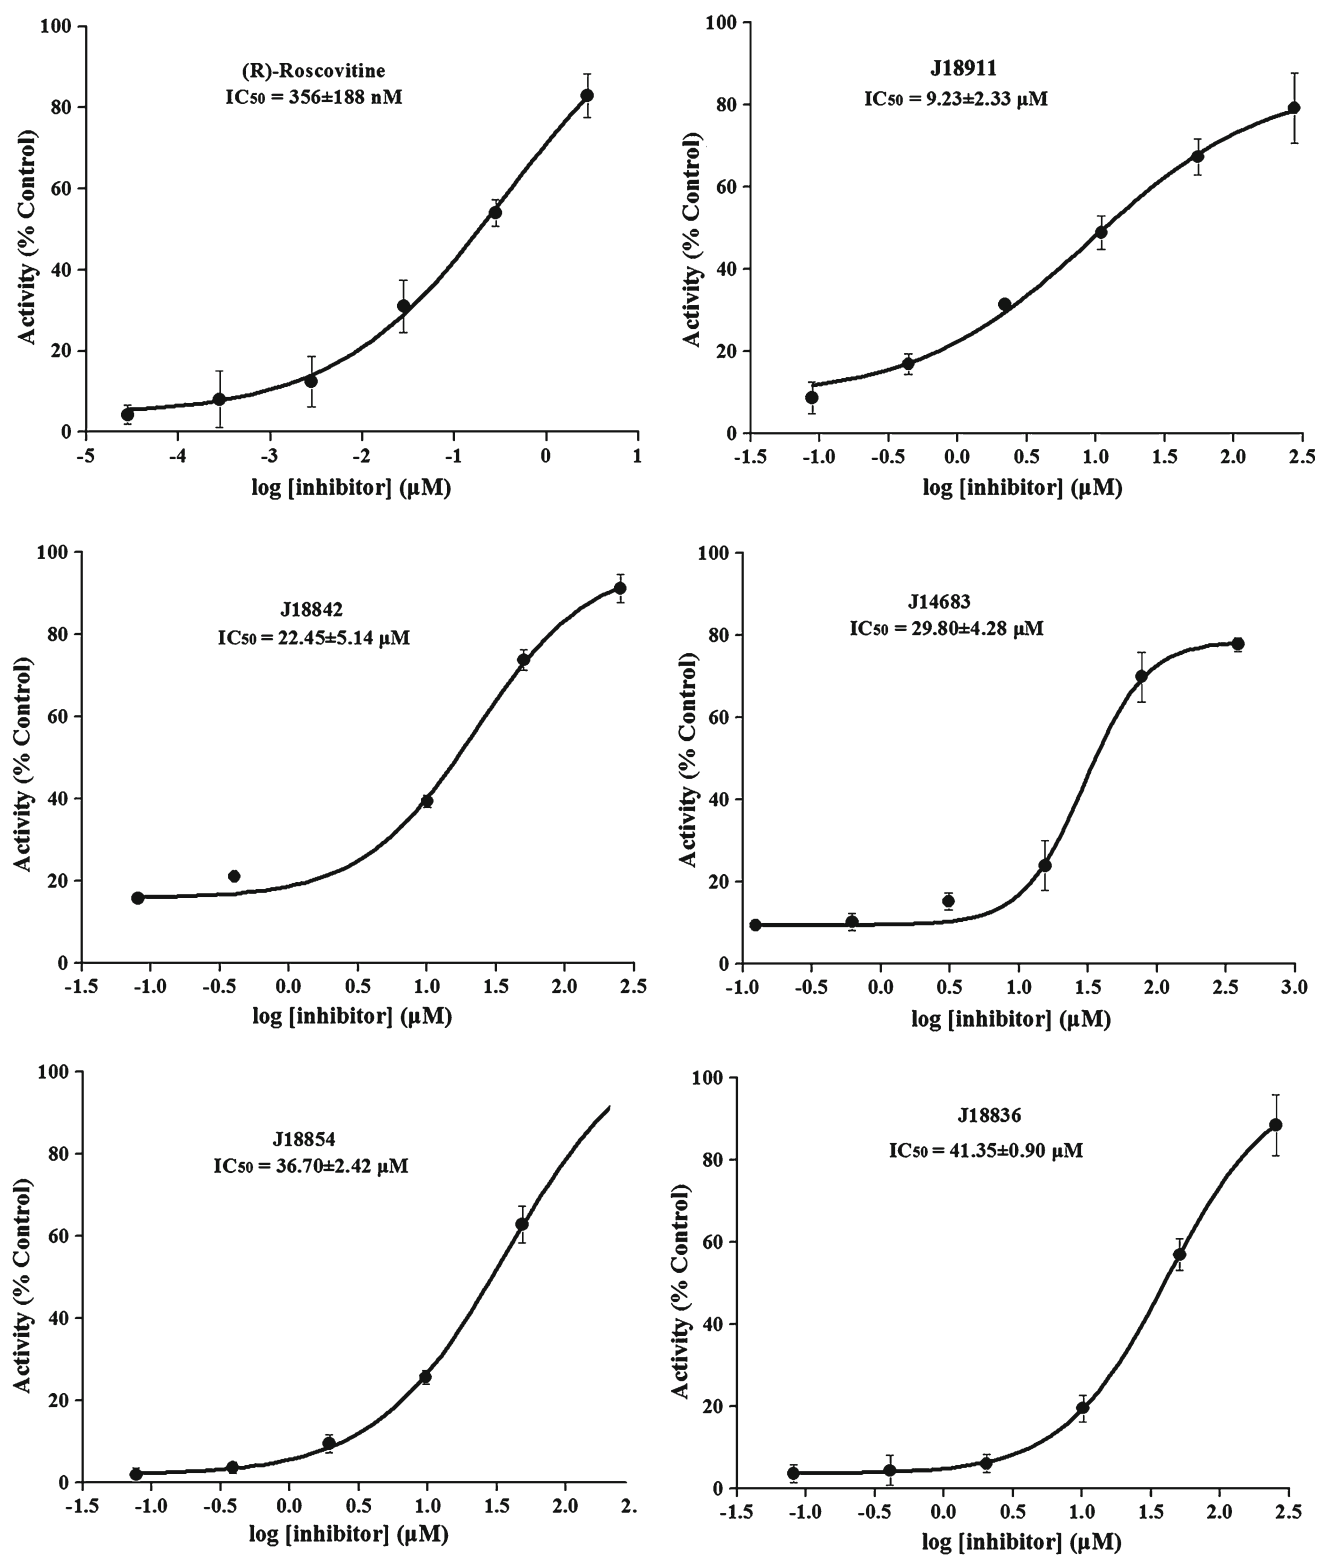 (R)-Roscovitine
IC50 = 356±188 nM
Activity (% Control)
100
80
60
40
20
0
-5 -4 -3 -2 -1 0 1
log [inhibitor] (µM)
J18911
IC50 = 9.23±2.33 µM
Activity (% Control)
100
80
60
40
20
0
-1.5 -1.0 -0.5 0.0 0.5 1.0 1.5 2.0 2.5
log [inhibitor] (µM)
J18842
IC50 = 22.45±5.14 µM
Activity (% Control)
100
80
60
40
20
0
-1.5 -1.0 -0.5 0.0 0.5 1.0 1.5 2.0 2.5
log [inhibitor] (µM)
J14683
IC50 = 29.80±4.28 µM
Activity (% Control)
100
80
60
40
20
0
-1.0 -0.5 0.0 0.5 1.0 1.5 2.0 2.5 3.0
log [inhibitor] (µM)
J18854
IC50 = 36.70±2.42 µM
Activity (% Control)
100
80
60
40
20
0
-1.5 -1.0 -0.5 0.0 0.5 1.0 1.5 2.0 2.
log [inhibitor] (µM)
J18836
IC50 = 41.35±0.90 µM
Activity (% Control)
100
80
60
40
20
0
-1.5 -1.0 -0.5 0.0 0.5 1.0 1.5 2.0 2.5
log [inhibitor] (µM)